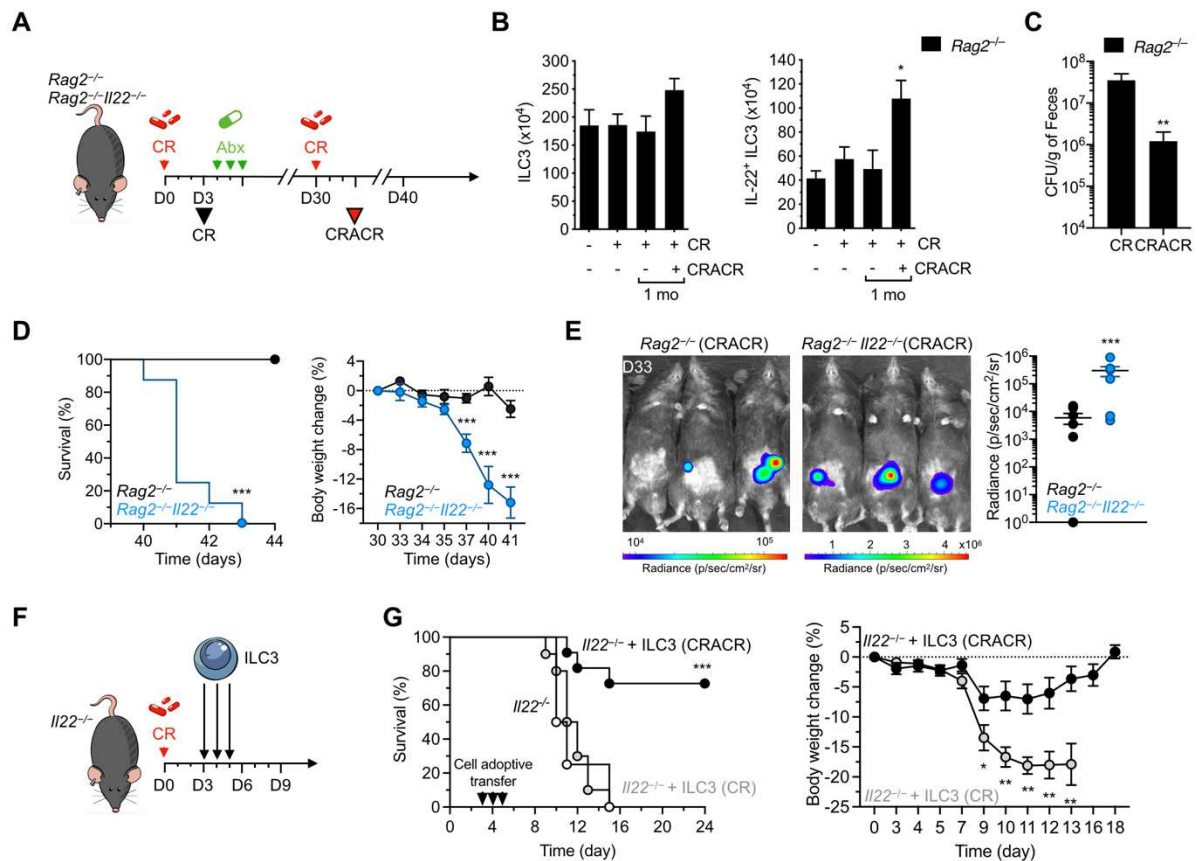 A
Rag2–/–
Rag2–/–Il22–/–
CR
Abx
CR
D0
D3
D30
D40
CR
CRACR
B
ILC3 (x10⁴)
300
250
200
150
100
50
0
- + + + CR
- - - + CRACR
1 mo
IL-22⁺ ILC3 (x10⁴)
140
120
100
80
60
40
20
0
*
- + + + CR
- - - + CRACR
1 mo
Rag2–/–
C
Rag2–/–
CFU/g of Feces
10⁸
10⁷
10⁶
10⁵
10⁴
**
CR CRACR
D
Survival (%)
100
80
60
40
20
0
***
Rag2–/–
Rag2–/–Il22–/–
40 42 44
Time (days)
Body weight change (%)
4
0
-4
-8
-12
-16
***
***
***
Rag2–/–
Rag2–/–Il22–/–
30 33 34 35 37 40 41
Time (days)
E
Rag2–/– (CRACR)
D33
10⁴ 10⁵
Radiance (p/sec/cm²/sr)
Rag2–/– Il22–/–(CRACR)
1 2 3 4 x10⁶
Radiance (p/sec/cm²/sr)
Radiance (p/sec/cm²/sr)
10⁶
10⁵
10⁴
10³
10²
10¹
10⁰
***
Rag2–/–
Rag2–/–Il22–/–
F
ILC3
Il22–/–
CR
D0 D3 D6 D9
G
Survival (%)
100
80
60
40
20
0
Il22–/– + ILC3 (CRACR)
***
Il22–/–
Cell adoptive
transfer
Il22–/– + ILC3 (CR)
0 4 8 12 16 20 24
Time (day)
Body weight change (%)
5
0
-5
-10
-15
-20
-25
Il22–/– + ILC3 (CRACR)
* ** ** ** **
Il22–/– + ILC3 (CR)
0 3 4 5 7 9 10 11 12 13 16 18
Time (day)